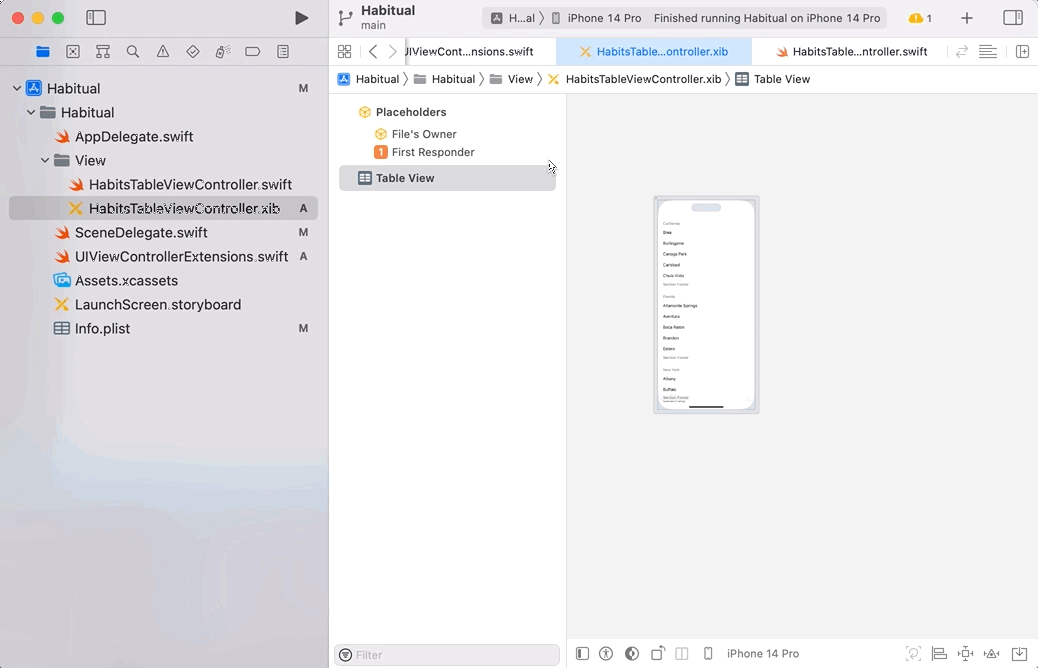 Habitual
main
H...al
iPhone 14 Pro
Finished running Habitual on iPhone 14 Pro
1
UIViewCont...nsions.swift
HabitsTable...ontroller.xib
HabitsTable...ntroller.swift
Habitual
Habitual
View
HabitsTableViewController.xib
Table View
Habitual M
Habitual
AppDelegate.swift
View
HabitsTableViewController.swift
HabitsTableViewController.xib A
SceneDelegate.swift M
UIViewControllerExtensions.swift A
Assets.xcassets
LaunchScreen.storyboard
Info.plist M
Placeholders
File's Owner
1 First Responder
Table View
California
Brea
Burlingame
Canoga Park
Carlsbad
Chula Vista
Section Footer
Florida
Altamonte Springs
Aventura
Boca Raton
Brandon
Estero
Section Footer
New York
Albany
Buffalo
Section Footer
Filter
iPhone 14 Pro